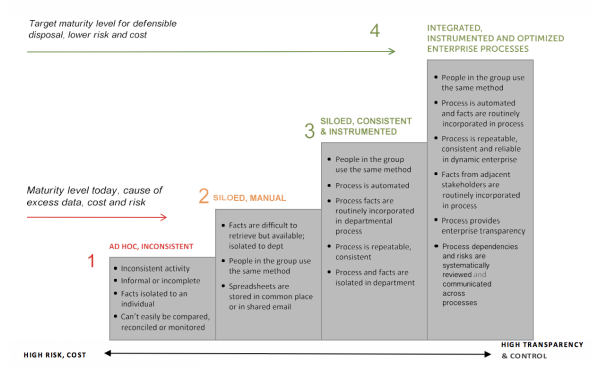 Target maturity level for defensible
disposal, lower risk and cost
4
INTEGRATED,
INSTRUMENTED AND OPTIMIZED
ENTERPRISE PROCESSES
• People in the group use
the same method
• Process is automated
and facts are routinely
incorporated in process
• Process is repeatable,
consistent and reliable
in dynamic enterprise
• Facts from adjacent
stakeholders are
routinely incorporated
in process
• Process provides
enterprise transparency
• Process dependencies
and risks are
systematically
reviewed and
communicated
across
processes
3
SILOED, CONSISTENT
& INSTRUMENTED
• People in the group
use the same method
• Process is automated
• Process facts are
routinely incorporated
in departmental
process
• Process is repeatable,
consistent
• Process and facts are
isolated in department
Maturity level today, cause of
excess data, cost and risk
2 SILOED, MANUAL
• Facts are difficult to
retrieve but available;
isolated to dept
• People in the group use
the same method
• Spreadsheets are
stored in common place
or in shared email
1
AD HOC, INCONSISTENT
• Inconsistent activity
• Informal or incomplete
• Facts isolated to an
individual
• Can't easily be compared,
reconciled or monitored
HIGH RISK, COST
HIGH TRANSPARENCY
& CONTROL